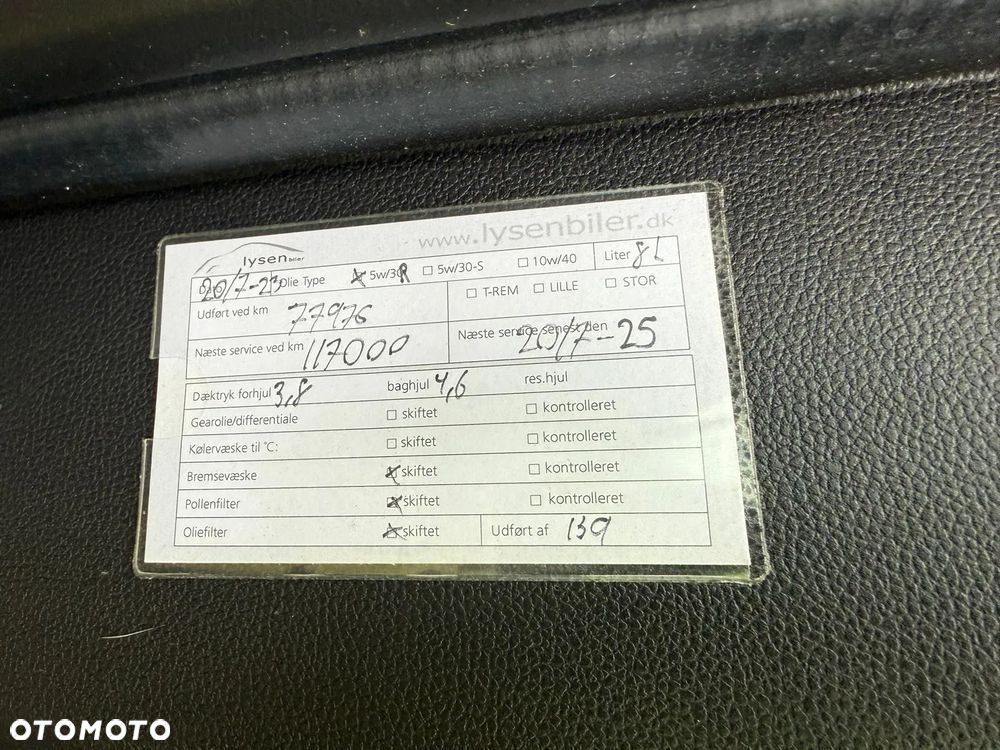 www.lysenbiler.dk
lysen biler
20/7-23 Olie Type 5w/30 R 5w/30-S 10w/40 Liter 8 L
Udført ved km 77976 T-REM LILLE STOR
Næste service ved km 117000 Næste service senest den 20/7-25
Dæktryk forhjul 3,8 baghjul 4,6 res.hjul
Gearolie/differentiale skiftet kontrolleret
Kølervæske til °C: skiftet kontrolleret
Bremsevæske skiftet kontrolleret
Pollenfilter skiftet kontrolleret
Oliefilter skiftet Udført af 139
OTOMOTO